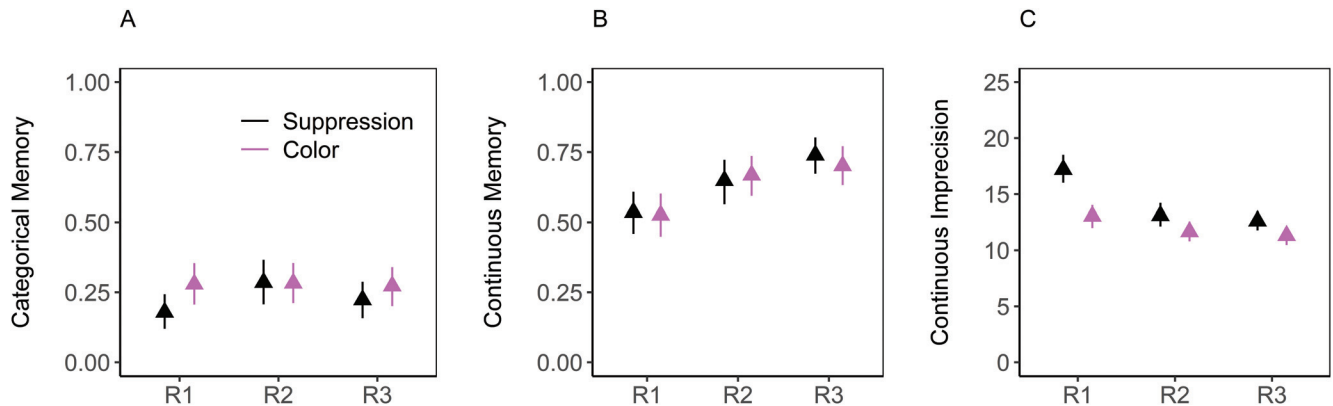 A
Categorical Memory
1.00
0.75
0.50
0.25
0.00
Suppression
Color
R1 R2 R3
B
Continuous Memory
1.00
0.75
0.50
0.25
0.00
R1 R2 R3
C
Continuous Imprecision
25
20
15
10
5
0
R1 R2 R3